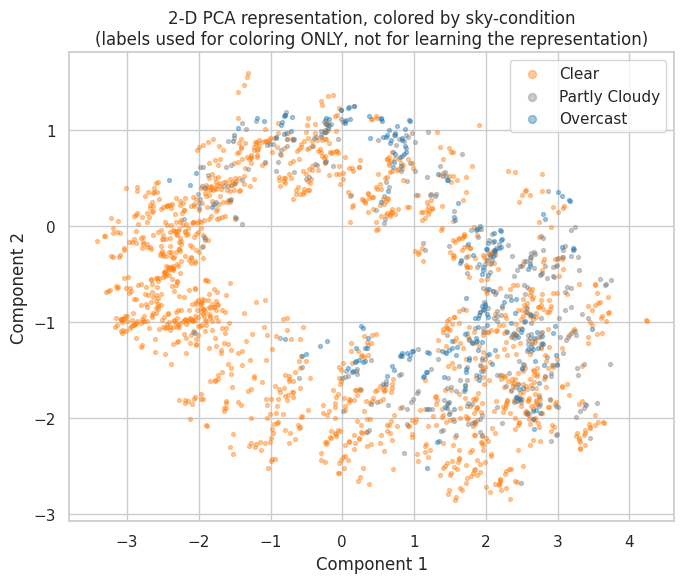 2-D PCA representation, colored by sky-condition
(labels used for coloring ONLY, not for learning the representation)
Clear
Partly Cloudy
Overcast
Component 2
1
0
−1
−2
−3
−3
−2
−1
0
1
2
3
4
Component 1